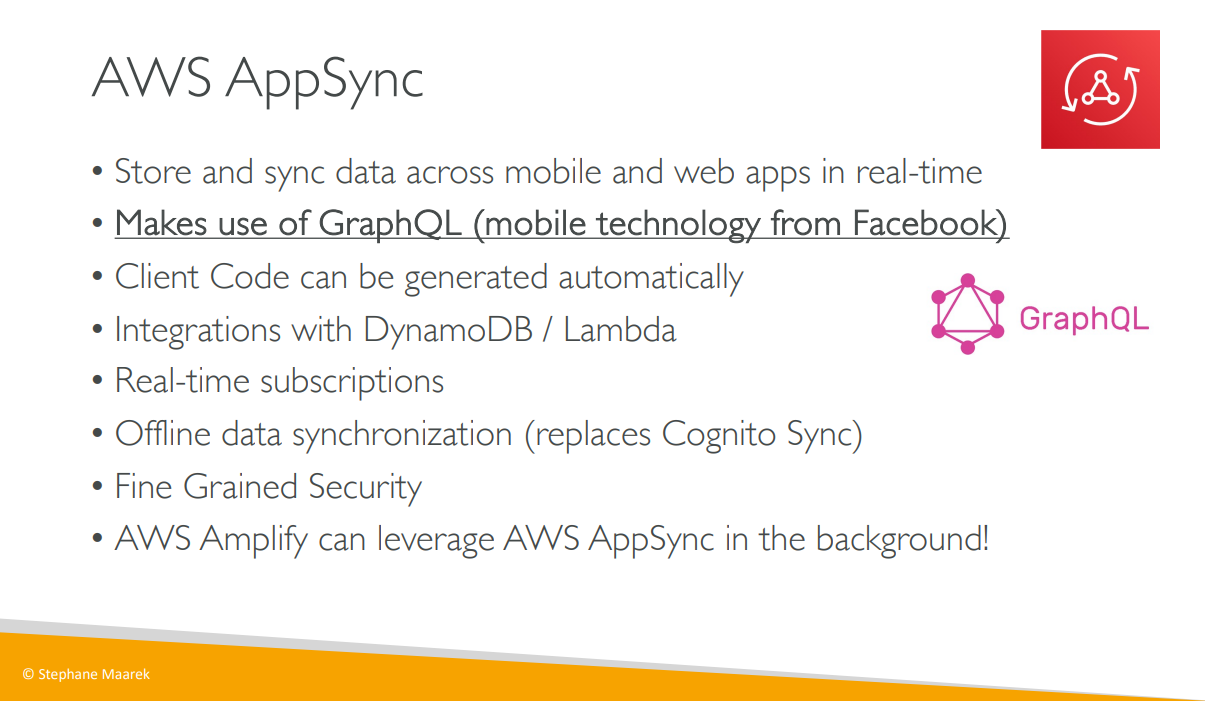 AWS AppSync
• Store and sync data across mobile and web apps in real-time
• Makes use of GraphQL (mobile technology from Facebook)
• Client Code can be generated automatically
• Integrations with DynamoDB / Lambda
• Real-time subscriptions
• Offline data synchronization (replaces Cognito Sync)
• Fine Grained Security
• AWS Amplify can leverage AWS AppSync in the background!
GraphQL
© Stephane Maarek